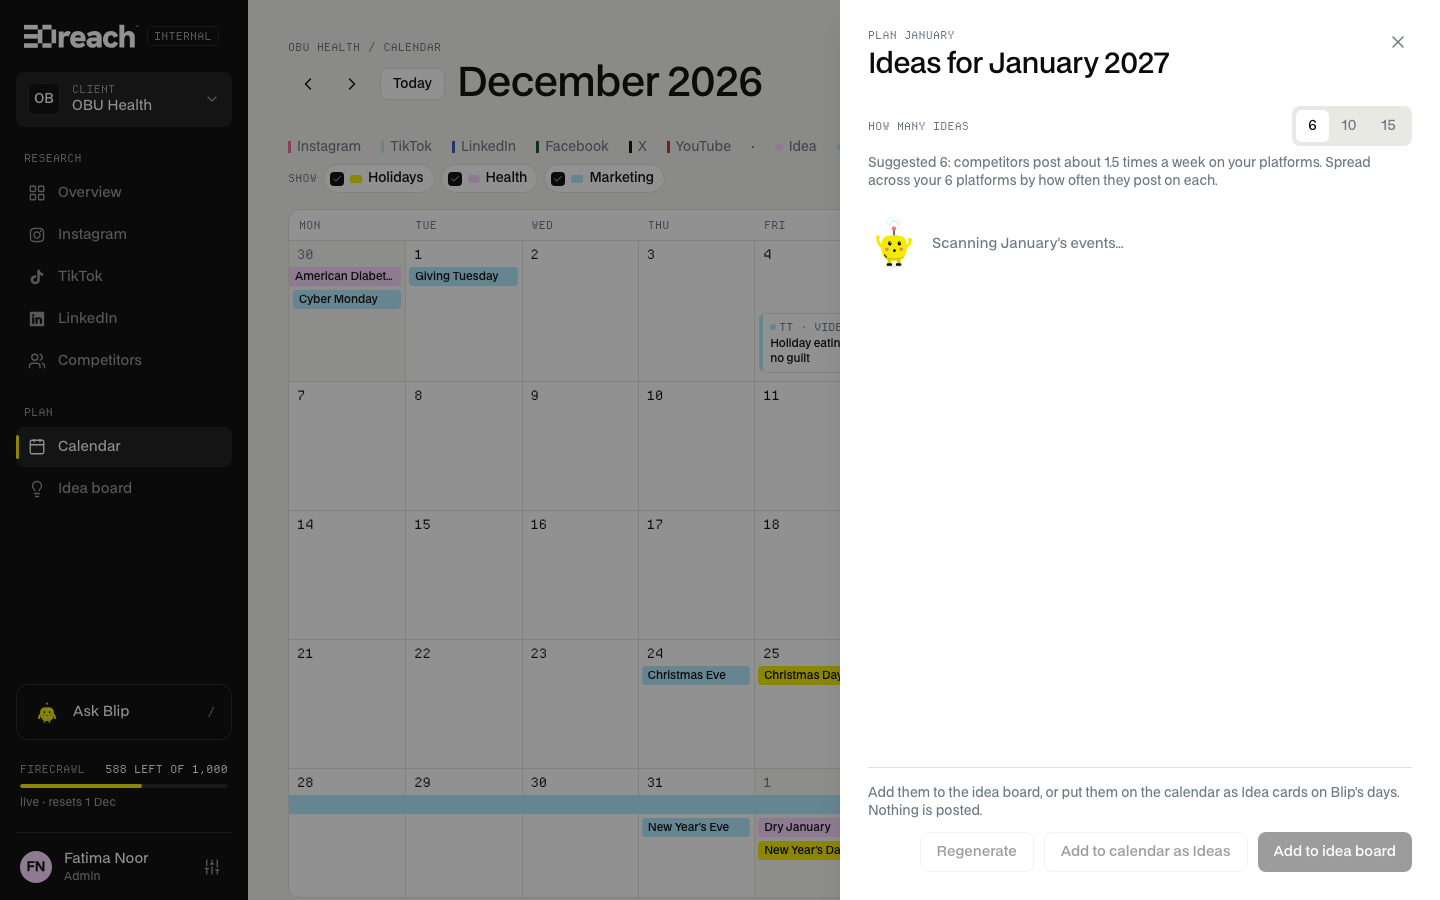 reach
INTERNAL
OB
CLIENT
OBU Health
RESEARCH
Overview
Instagram
TikTok
LinkedIn
Competitors
PLAN
Calendar
Idea board
Ask Blip
/
FIRECRAWL 588 LEFT OF 1,000
live · resets 1 Dec
FN
Fatima Noor
Admin
OBU HEALTH / CALENDAR
Today
December 2026
Instagram TikTok LinkedIn Facebook X YouTube · Idea
SHOW Holidays Health Marketing
MON TUE WED THU FRI
30 1 2 3 4
American Diabet...
Giving Tuesday
Cyber Monday
TT · VIDE
Holiday eatin
no guilt
7 8 9 10 11
14 15 16 17 18
21 22 23 24 25
Christmas Eve
Christmas Day
28 29 30 31 1
New Year's Eve
Dry January
New Year's Da
PLAN JANUARY
Ideas for January 2027
HOW MANY IDEAS
6 10 15
Suggested 6: competitors post about 1.5 times a week on your platforms. Spread
across your 6 platforms by how often they post on each.
Scanning January's events...
Add them to the idea board, or put them on the calendar as Idea cards on Blip's days.
Nothing is posted.
Regenerate
Add to calendar as Ideas
Add to idea board